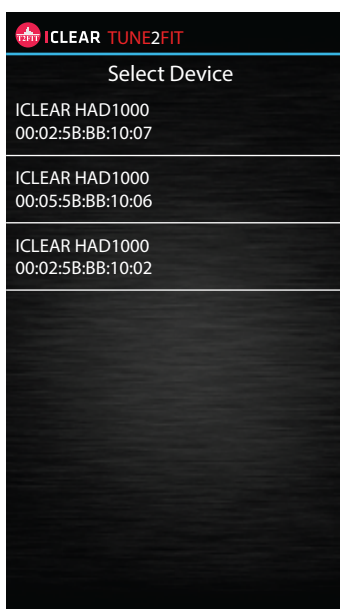 T2FIT ICLEAR TUNE2FIT
Select Device
ICLEAR HAD1000
00:02:5B:BB:10:07
ICLEAR HAD1000
00:05:5B:BB:10:06
ICLEAR HAD1000
00:02:5B:BB:10:02